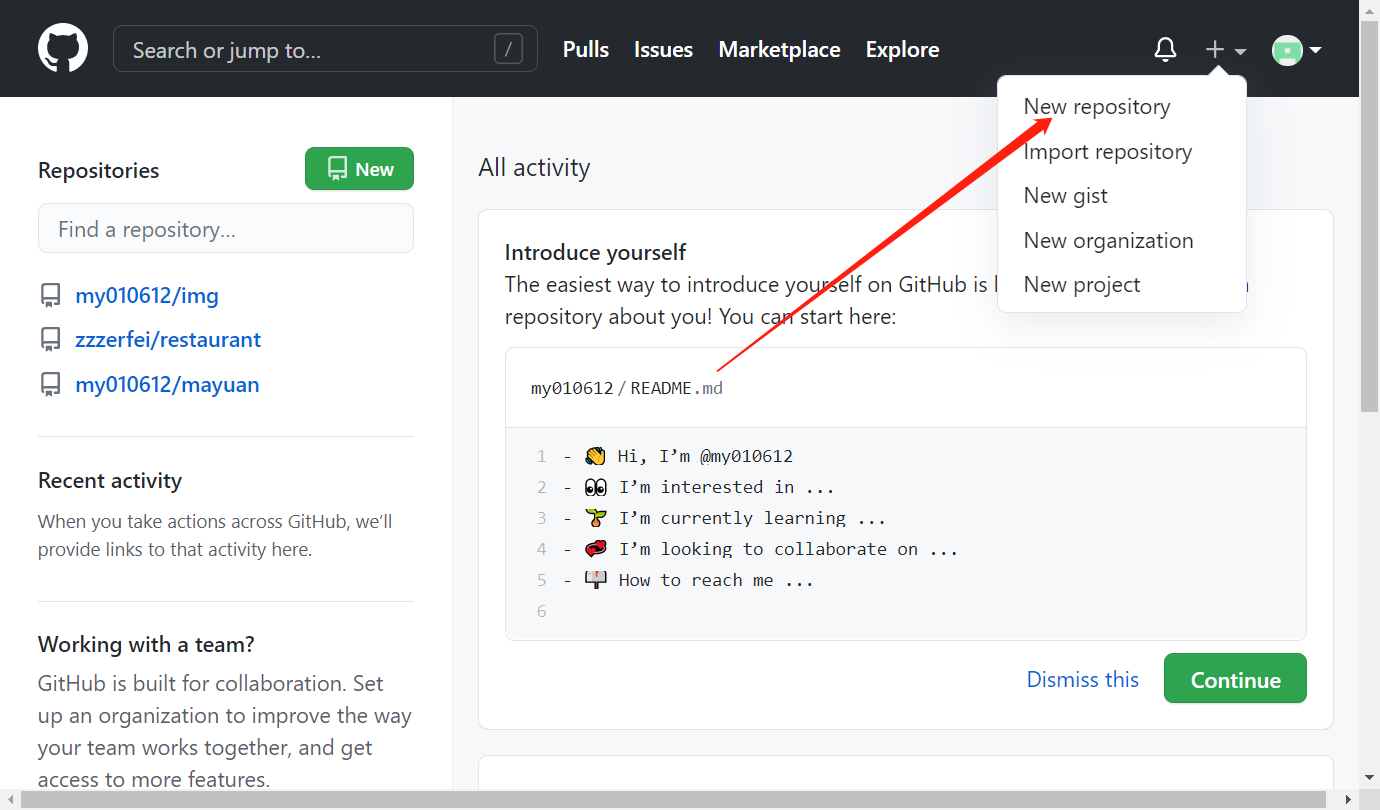 Search or jump to...
/
Pulls
Issues
Marketplace
Explore
New repository
Import repository
New gist
New organization
New project
Repositories
New
Find a repository...
my010612/img
zzzerfei/restaurant
my010612/mayuan
Recent activity
When you take actions across GitHub, we’ll
provide links to that activity here.
Working with a team?
GitHub is built for collaboration. Set
up an organization to improve the way
your team works together, and get
access to more features.
All activity
Introduce yourself
The easiest way to introduce yourself on GitHub is
repository about you! You can start here:
my010612/README.md
1 - 👋 Hi, I’m @my010612
2 - 👀 I’m interested in ...
3 - 🌱 I’m currently learning ...
4 - 💞️ I’m looking to collaborate on ...
5 - 📫 How to reach me ...
6
Dismiss this
Continue